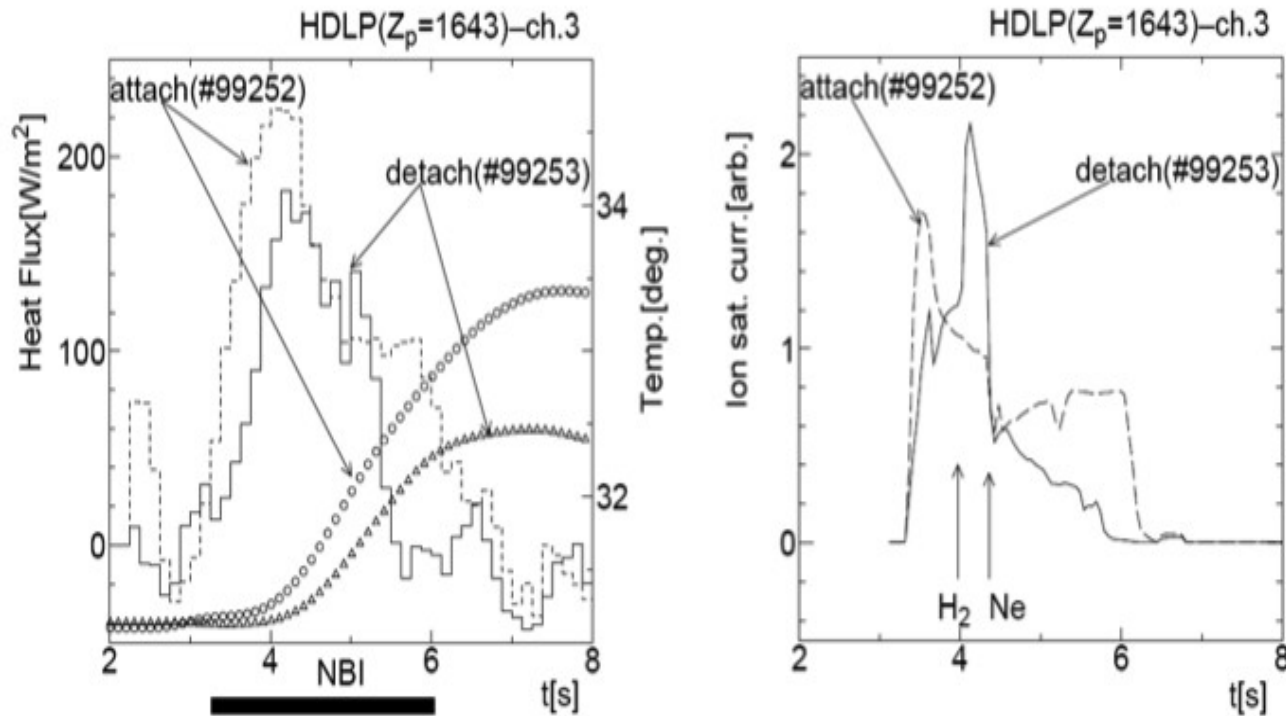 HDLP(Zp=1643)–ch.3
attach(#99252)
detach(#99253)
Heat Flux[W/m²]
200
100
0
Temp.[deg.]
34
32
2
4
6
8
NBI
t[s]
HDLP(Zp=1643)–ch.3
attach(#99252)
detach(#99253)
Ion sat. curr.[arb.]
2
1
0
H₂
Ne
2
4
6
8
t[s]